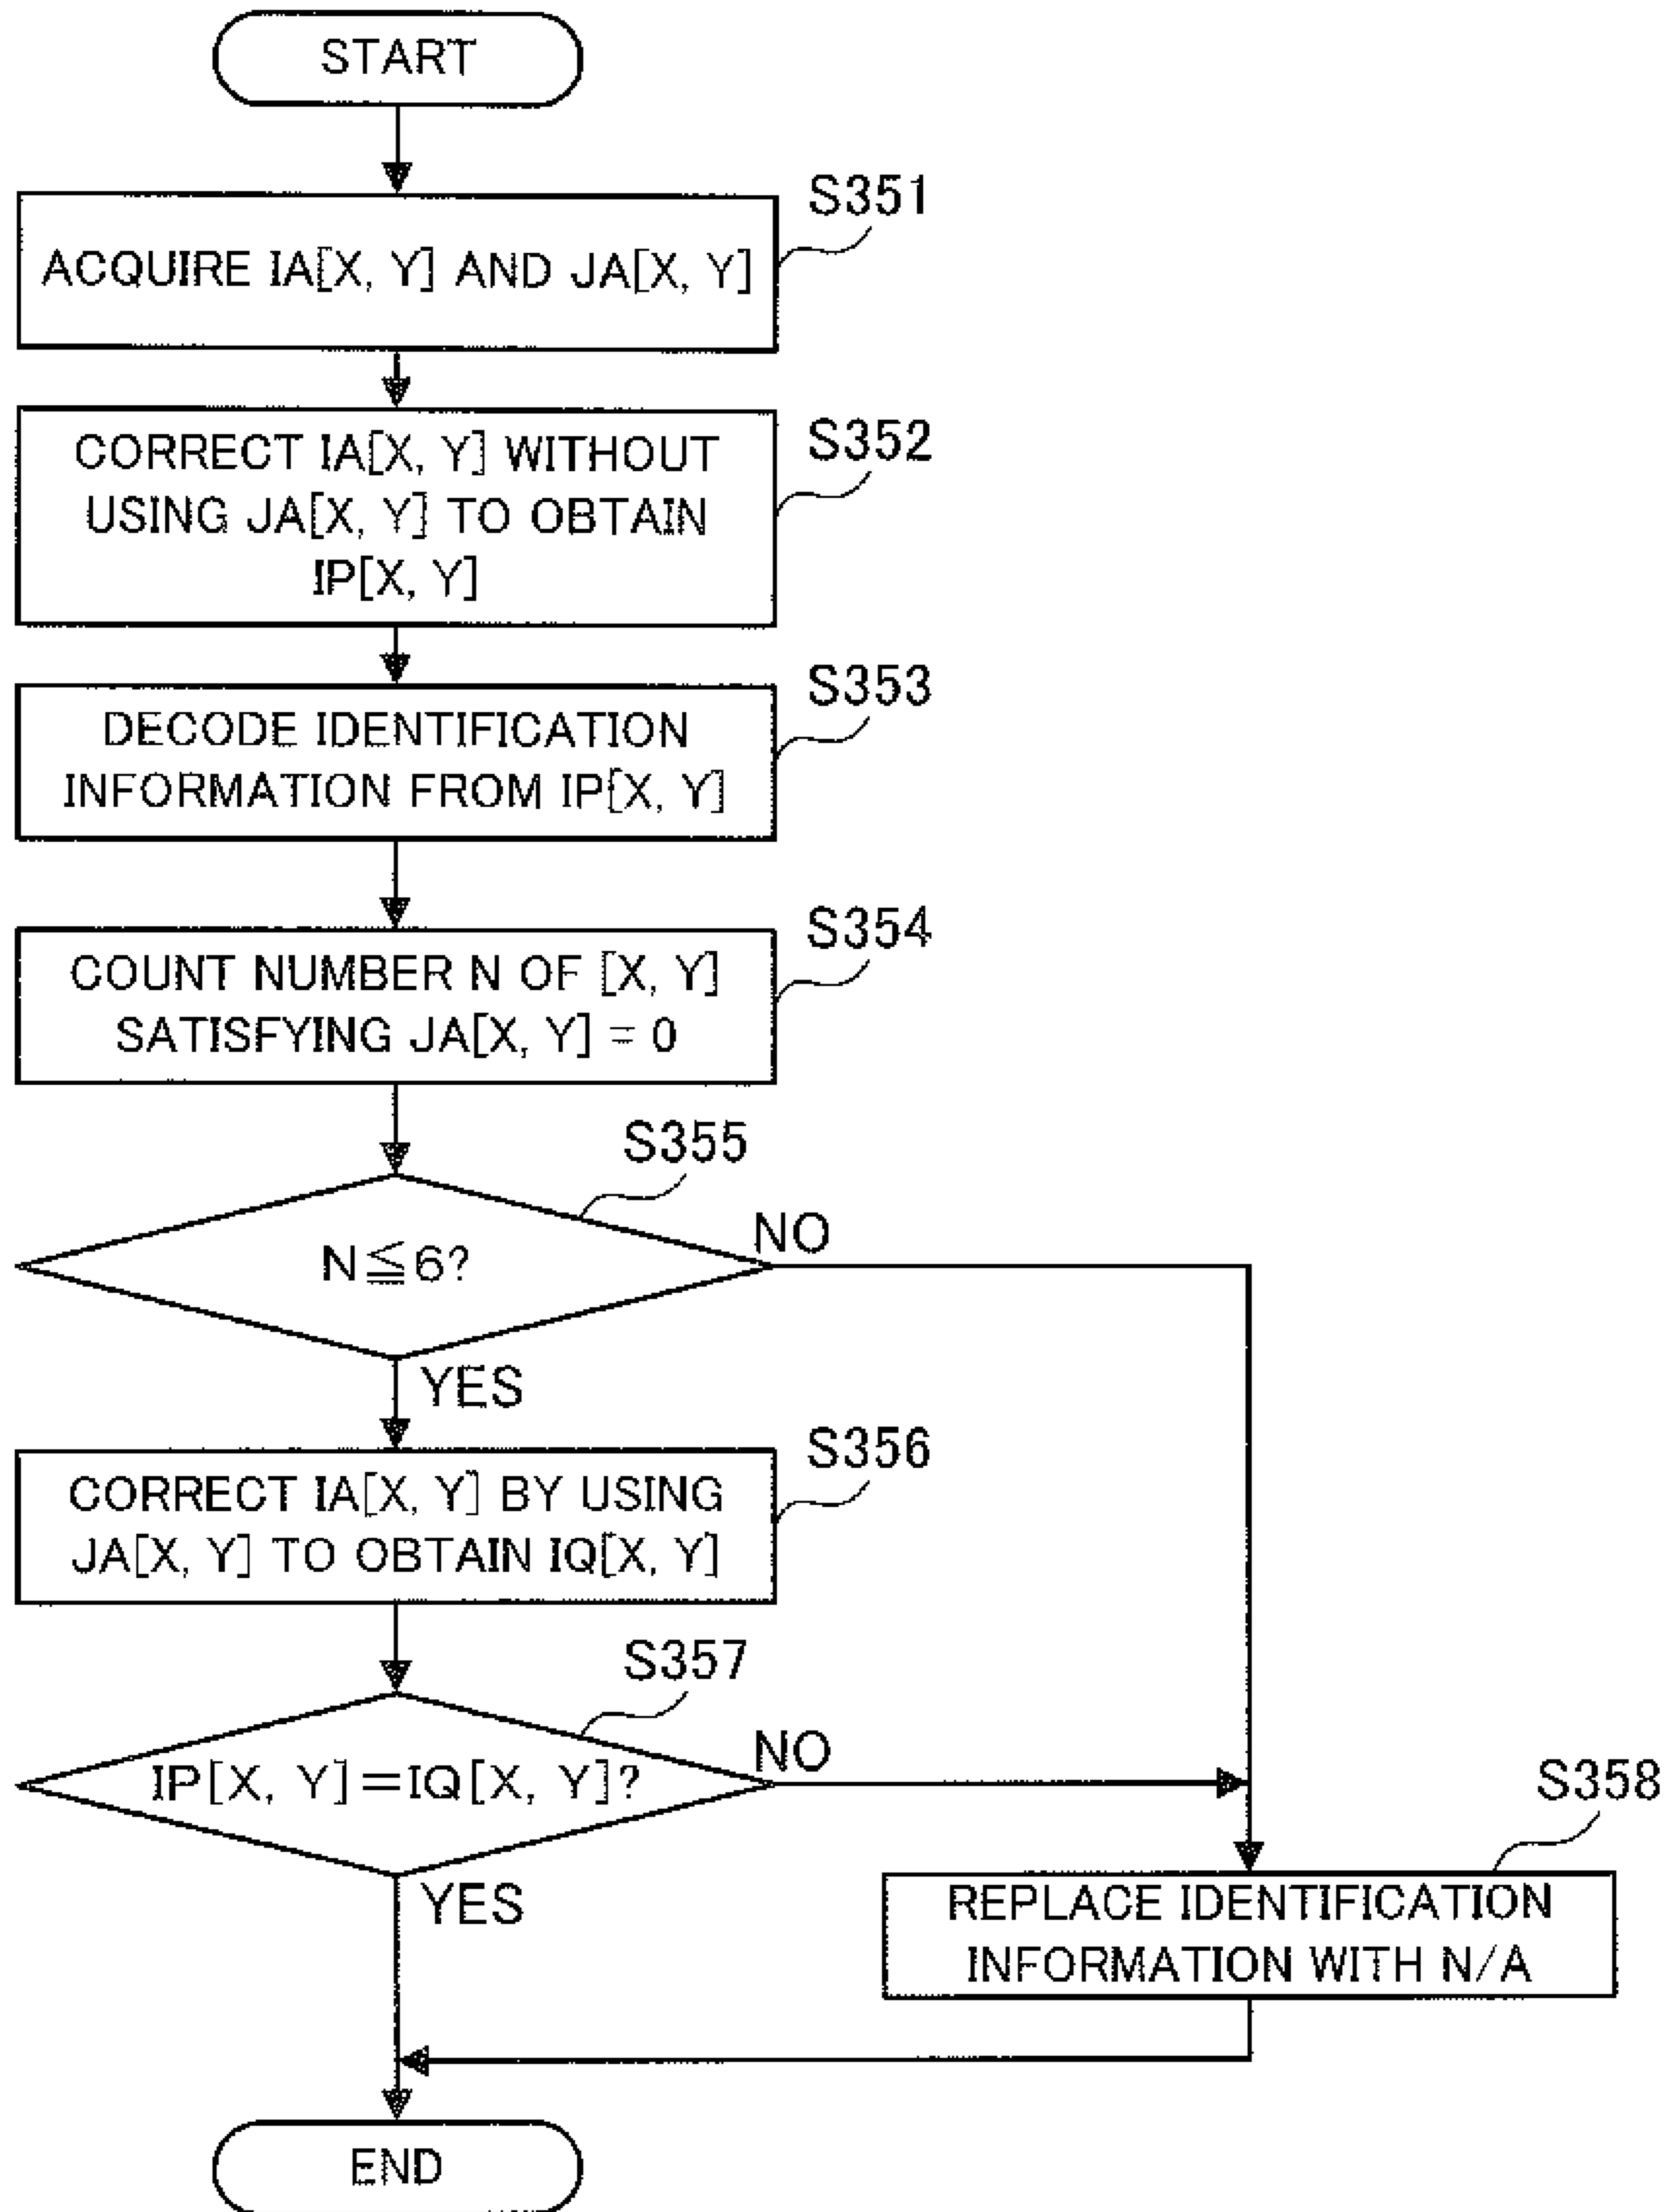 START
S351
ACQUIRE IA[X, Y] AND JA[X, Y]
S352
CORRECT IA[X, Y] WITHOUT
USING JA[X, Y] TO OBTAIN
IP[X, Y]
S353
DECODE IDENTIFICATION
INFORMATION FROM IP[X, Y]
S354
COUNT NUMBER N OF [X, Y]
SATISFYING JA[X, Y] = 0
S355
N≦6?
NO
YES
S356
CORRECT IA[X, Y] BY USING
JA[X, Y] TO OBTAIN IQ[X, Y]
S357
IP[X, Y]=IQ[X, Y]?
NO
YES
S358
REPLACE IDENTIFICATION
INFORMATION WITH N/A
END